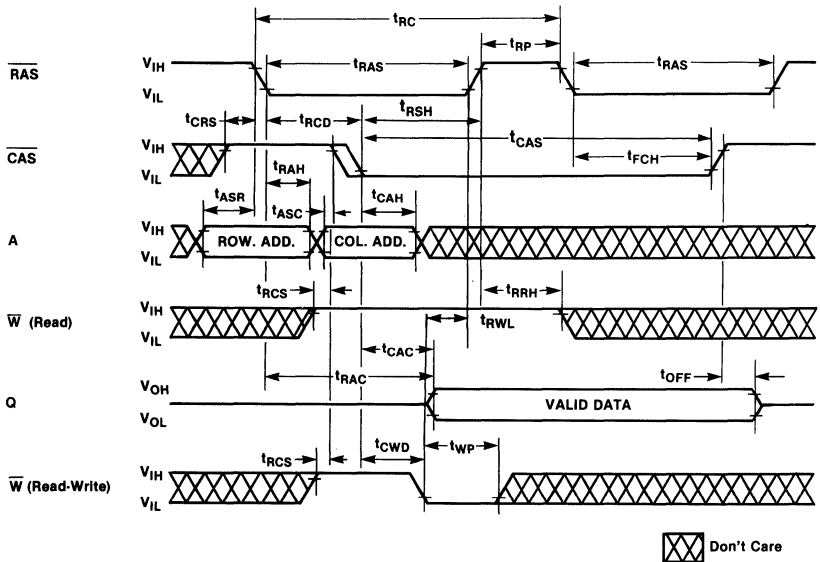 tRC
tRP
RAS
VIH
VIL
tRAS
tRAS
tCRS
tRCD
tRSH
tCAS
CAS
VIH
VIL
tFCH
tRAH
tASR
tASC
tCAH
A
VIH
VIL
ROW. ADD.
COL. ADD.
tRCS
tRRH
W (Read)
VIH
VIL
tRWL
tCAC
tRAC
tOFF
Q
VOH
VOL
VALID DATA
tRCS
tCWD
tWP
W (Read-Write)
VIH
VIL
Don't Care